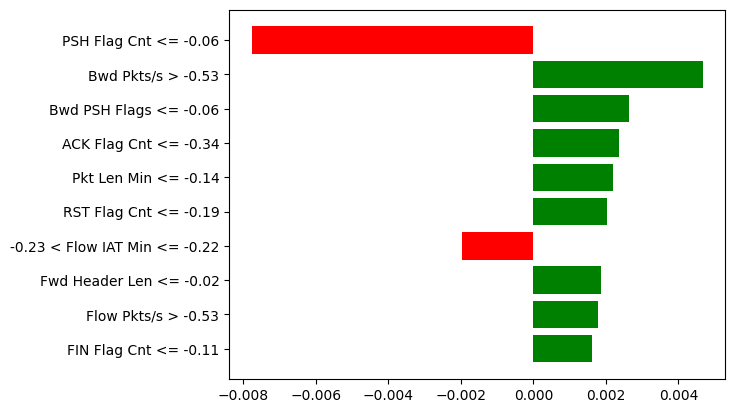 PSH Flag Cnt <= -0.06
Bwd Pkts/s > -0.53
Bwd PSH Flags <= -0.06
ACK Flag Cnt <= -0.34
Pkt Len Min <= -0.14
RST Flag Cnt <= -0.19
-0.23 < Flow IAT Min <= -0.22
Fwd Header Len <= -0.02
Flow Pkts/s > -0.53
FIN Flag Cnt <= -0.11
−0.008 −0.006 −0.004 −0.002 0.000 0.002 0.004